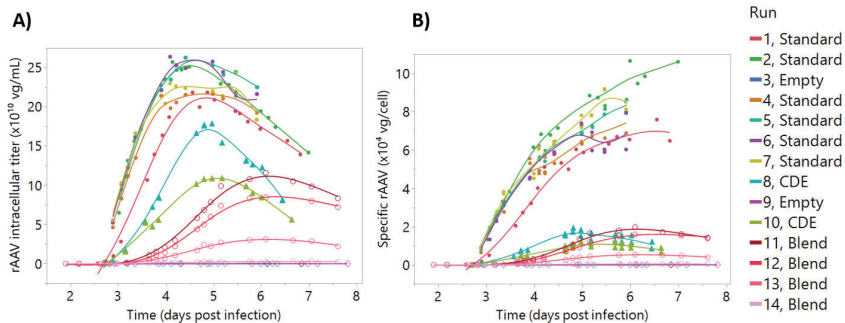 A)
rAAV intracellular titer (x10¹⁰ vg/mL)
25
20
15
10
5
0
2 3 4 5 6 7 8
Time (days post infection)
B)
Specific rAAV (x10⁴ vg/cell)
10
8
6
4
2
0
2 3 4 5 6 7 8
Time (days post infection)
Run
1, Standard
2, Standard
3, Empty
4, Standard
5, Standard
6, Standard
7, Standard
8, CDE
9, Empty
10, CDE
11, Blend
12, Blend
13, Blend
14, Blend